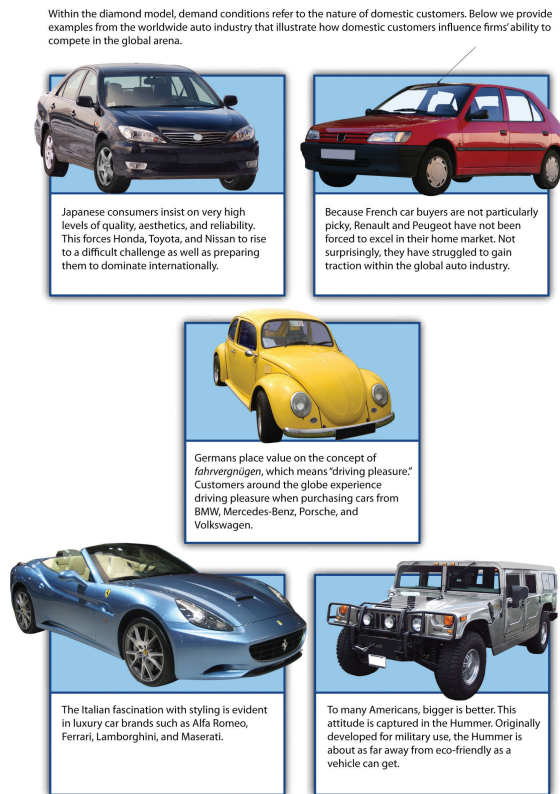 Within the diamond model, demand conditions refer to the nature of domestic customers. Below we provide
examples from the worldwide auto industry that illustrate how domestic customers influence firms’ ability to
compete in the global arena.
Japanese consumers insist on very high
levels of quality, aesthetics, and reliability.
This forces Honda, Toyota, and Nissan to rise
to a difficult challenge as well as preparing
them to dominate internationally.
Because French car buyers are not particularly
picky, Renault and Peugeot have not been
forced to excel in their home market. Not
surprisingly, they have struggled to gain
traction within the global auto industry.
Germans place value on the concept of
fahrvergnügen, which means “driving pleasure.”
Customers around the globe experience
driving pleasure when purchasing cars from
BMW, Mercedes-Benz, Porsche, and
Volkswagen.
The Italian fascination with styling is evident
in luxury car brands such as Alfa Romeo,
Ferrari, Lamborghini, and Maserati.
To many Americans, bigger is better. This
attitude is captured in the Hummer. Originally
developed for military use, the Hummer is
about as far away from eco-friendly as a
vehicle can get.